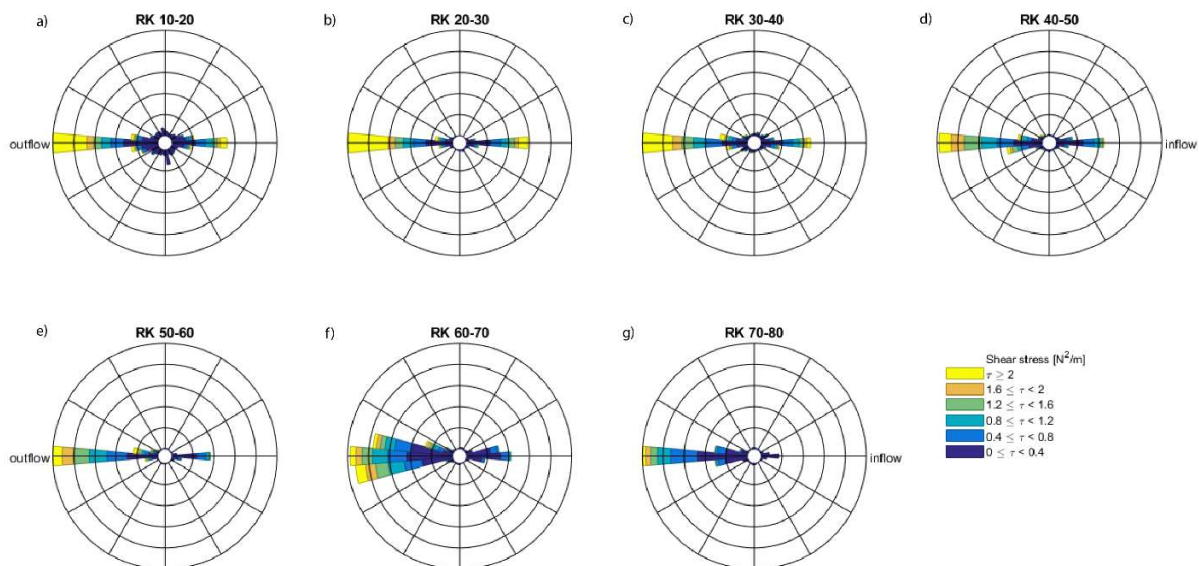 a)
RK 10-20
b)
RK 20-30
c)
RK 30-40
d)
RK 40-50
outflow
inflow
e)
RK 50-60
f)
RK 60-70
g)
RK 70-80
outflow
inflow
Shear stress [N²/m]
τ ≥ 2
1.6 ≤ τ < 2
1.2 ≤ τ < 1.6
0.8 ≤ τ < 1.2
0.4 ≤ τ < 0.8
0 ≤ τ < 0.4